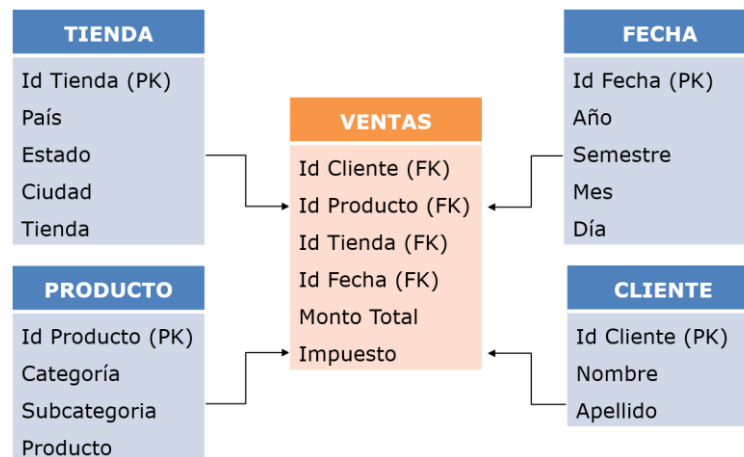 TIENDA
Id Tienda (PK)
País
Estado
Ciudad
Tienda
PRODUCTO
Id Producto (PK)
Categoría
Subcategoria
Producto
VENTAS
Id Cliente (FK)
Id Producto (FK)
Id Tienda (FK)
Id Fecha (FK)
Monto Total
Impuesto
FECHA
Id Fecha (PK)
Año
Semestre
Mes
Día
CLIENTE
Id Cliente (PK)
Nombre
Apellido